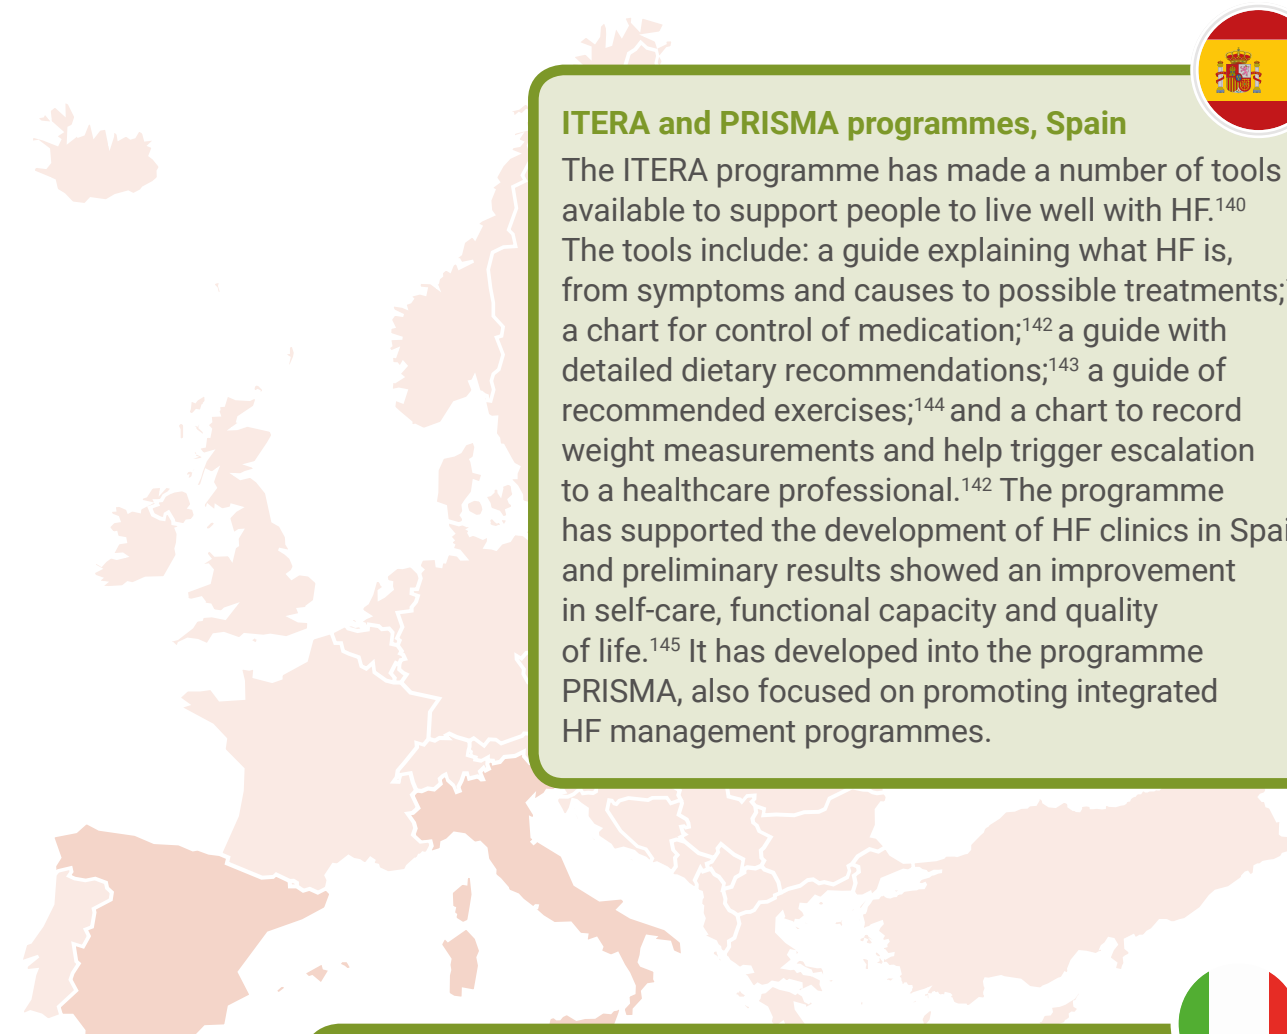 ITERA and PRISMA programmes, Spain
The ITERA programme has made a number of tools
available to support people to live well with HF.140
The tools include: a guide explaining what HF is,
from symptoms and causes to possible treatments;
a chart for control of medication;142 a guide with
detailed dietary recommendations;143 a guide of
recommended exercises;144 and a chart to record
weight measurements and help trigger escalation
to a healthcare professional.142 The programme
has supported the development of HF clinics in
and preliminary results showed an improvement
in self-care, functional capacity and quality
of life.145 It has developed into the programme
PRISMA, also focused on promoting integrated
HF management programmes.